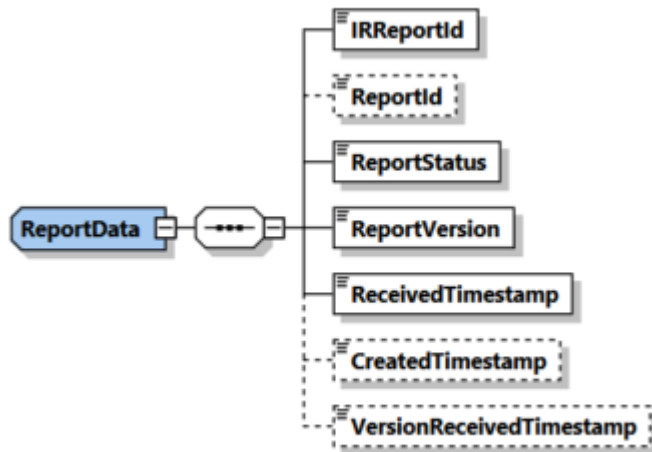 IRReportId
ReportId
ReportStatus
ReportData
ReportVersion
ReceivedTimestamp
CreatedTimestamp
VersionReceivedTimestamp